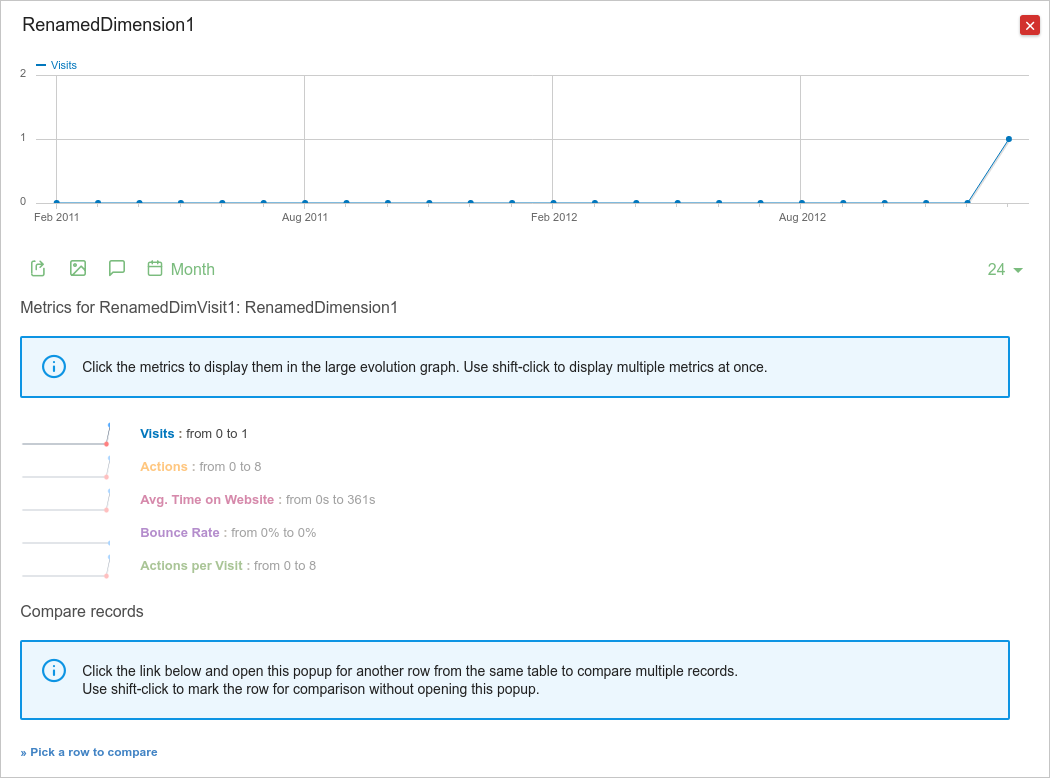 RenamedDimension1
Visits
2
1
0
Feb 2011 Aug 2011 Feb 2012 Aug 2012
Month 24
Metrics for RenamedDimVisit1: RenamedDimension1
Click the metrics to display them in the large evolution graph. Use shift-click to display multiple metrics at once.
Visits : from 0 to 1
Actions : from 0 to 8
Avg. Time on Website : from 0s to 361s
Bounce Rate : from 0% to 0%
Actions per Visit : from 0 to 8
Compare records
Click the link below and open this popup for another row from the same table to compare multiple records.
Use shift-click to mark the row for comparison without opening this popup.
» Pick a row to compare